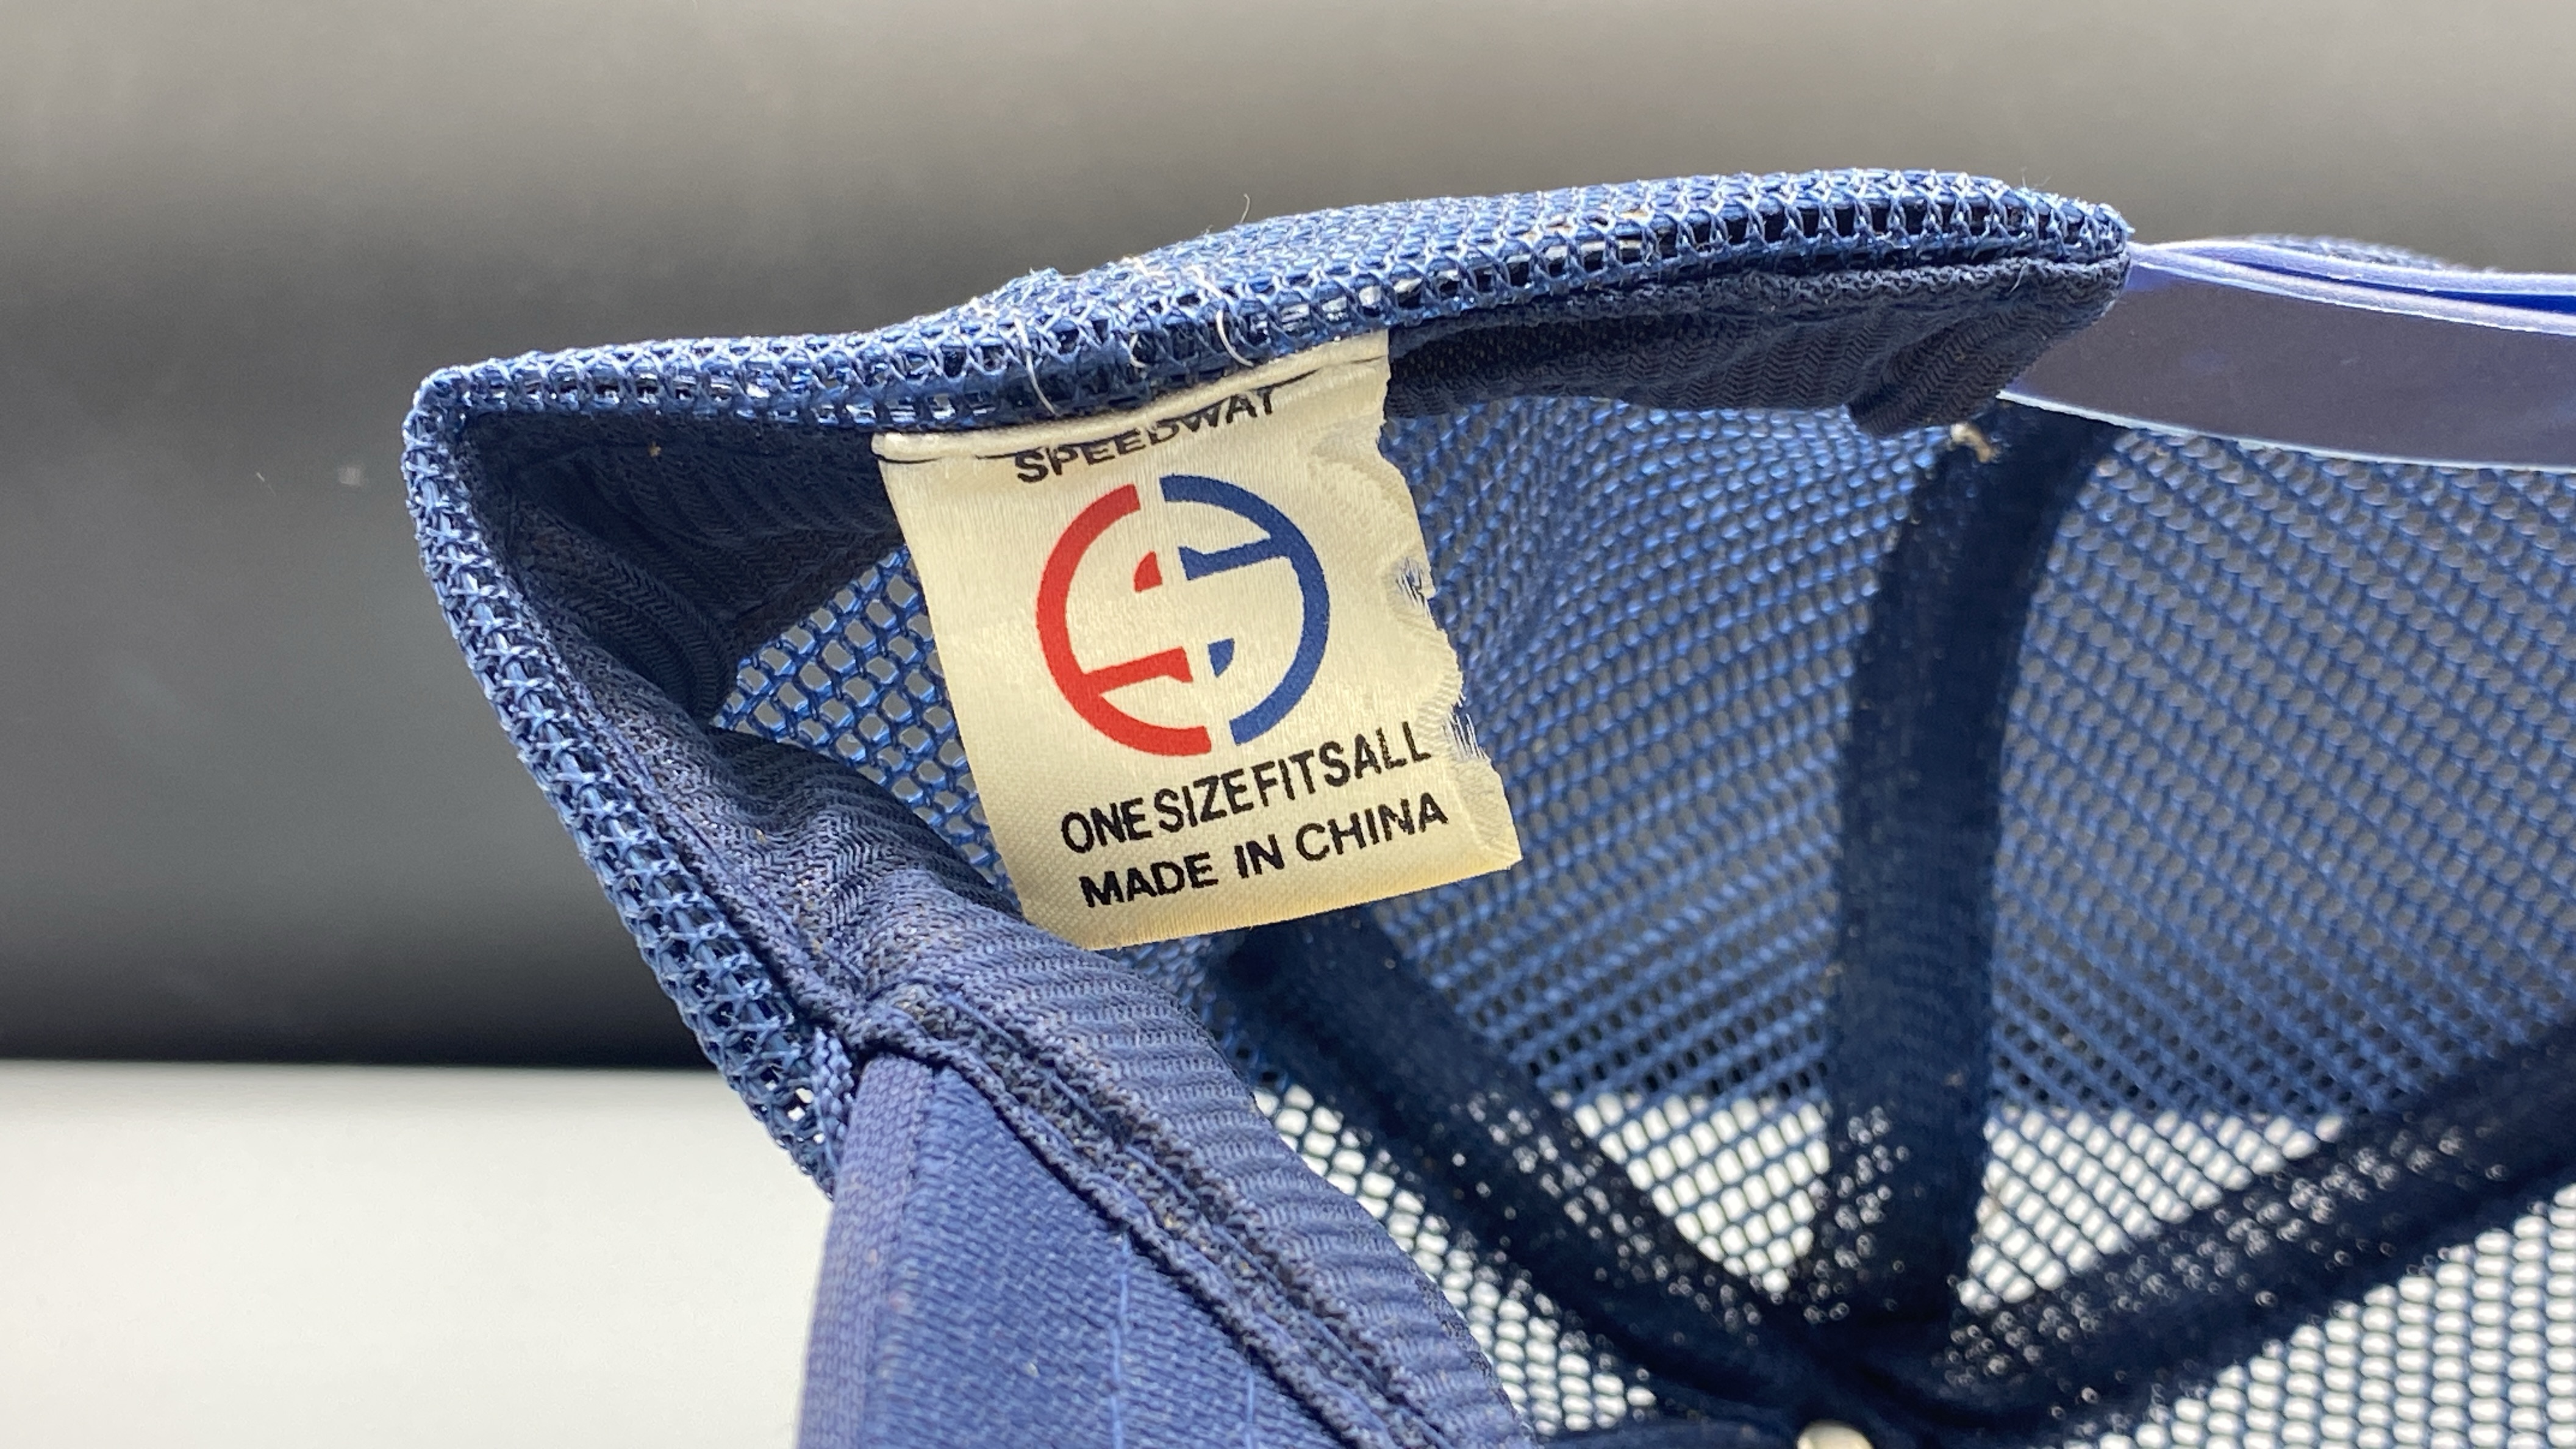 SPEEDWAY
ONE SIZE FITS ALL
MADE IN CHINA